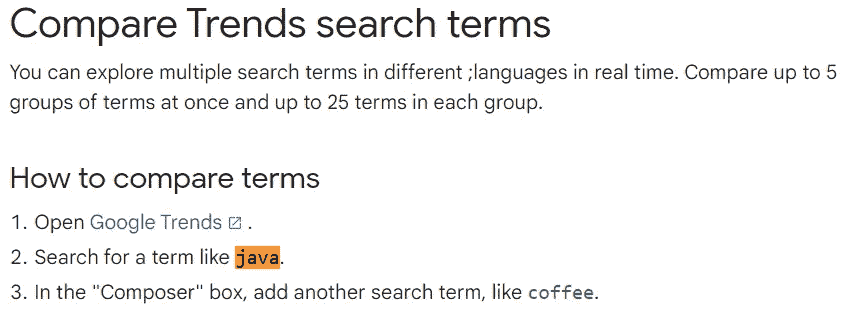 Compare Trends search terms
You can explore multiple search terms in different ;languages in real time. Compare up to 5
groups of terms at once and up to 25 terms in each group.
How to compare terms
1. Open Google Trends .
2. Search for a term like java.
3. In the "Composer" box, add another search term, like coffee.